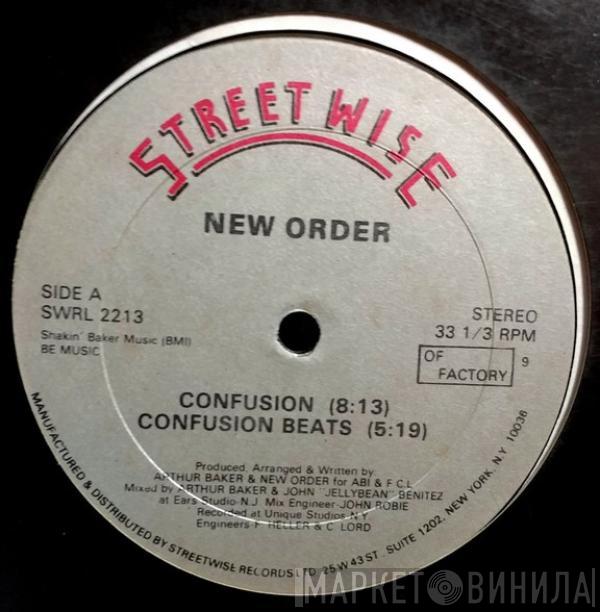 STREETWISE
NEW ORDER
SIDE A
SWRL 2213
Shakin' Baker Music (BMI)
BE MUSIC
STEREO
33 1/3 RPM
OF FACTORY 9
CONFUSION (8:13)
CONFUSION BEATS (5:19)
Produced, Arranged & Written by
ARTHUR BAKER & NEW ORDER for ABI & F.C.L.
Mixed by ARTHUR BAKER & JOHN "JELLYBEAN" BENITEZ
at Ears Studio-N.J. Mix Engineer-JOHN ROBIE
Recorded at Unique Studios N.Y.
Engineers-F. HELLER & C. LORD
MANUFACTURED & DISTRIBUTED BY STREETWISE RECORDS LTD. 25 W 43 ST. SUITE 1202, NEW YORK, N.Y 10036
МАРКЕТ ВИНИЛА